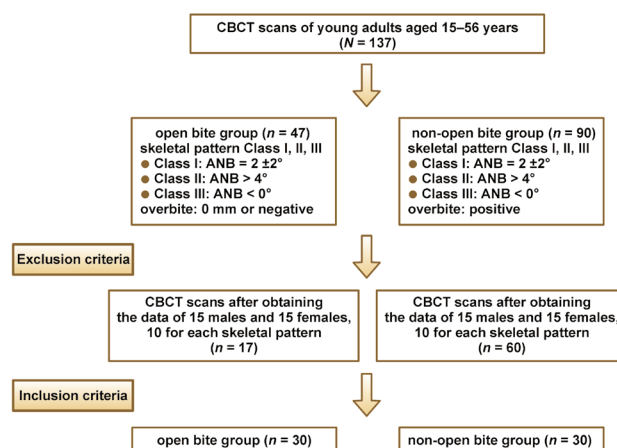 CBCT scans of young adults aged 15–56 years
(N = 137)
open bite group (n = 47)
skeletal pattern Class I, II, III
● Class I: ANB = 2 ±2°
● Class II: ANB > 4°
● Class III: ANB < 0°
overbite: 0 mm or negative
non-open bite group (n = 90)
skeletal pattern Class I, II, III
● Class I: ANB = 2 ±2°
● Class II: ANB > 4°
● Class III: ANB < 0°
overbite: positive
Exclusion criteria
CBCT scans after obtaining
the data of 15 males and 15 females,
10 for each skeletal pattern
(n = 17)
CBCT scans after obtaining
the data of 15 males and 15 females,
10 for each skeletal pattern
(n = 60)
Inclusion criteria
open bite group (n = 30)
non-open bite group (n = 30)